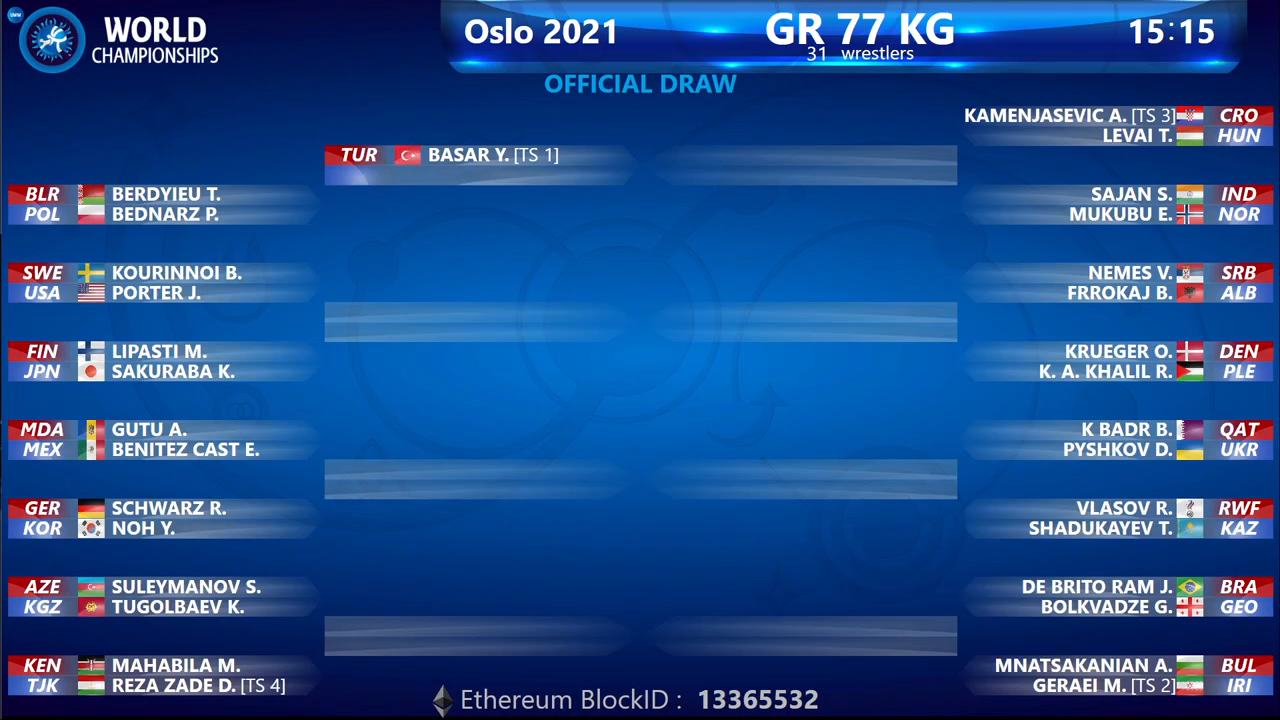 WORLD
CHAMPIONSHIPS
Oslo 2021
GR 77 KG
31 wrestlers
15:15
OFFICIAL DRAW
TUR BASAR Y. [TS 1]
BLR BERDYIEU T.
POL BEDNARZ P.
SWE KOURINNOI B.
USA PORTER J.
FIN LIPASTI M.
JPN SAKURABA K.
MDA GUTU A.
MEX BENITEZ CAST E.
GER SCHWARZ R.
KOR NOH Y.
AZE SULEYMANOV S.
KGZ TUGOLBAEV K.
KEN MAHABILA M.
TJK REZA ZADE D. [TS 4]
KAMENJASEVIC A. [TS 3] CRO
LEVAI T. HUN
SAJAN S. IND
MUKUBU E. NOR
NEMES V. SRB
FRROKAJ B. ALB
KRUEGER O. DEN
K. A. KHALIL R. PLE
K BADR B. QAT
PYSHKOV D. UKR
VLASOV R. RWF
SHADUKAYEV T. KAZ
DE BRITO RAM J. BRA
BOLKVADZE G. GEO
MNATSAKANIAN A. BUL
GERAEI M. [TS 2] IRI
Ethereum BlockID : 13365532